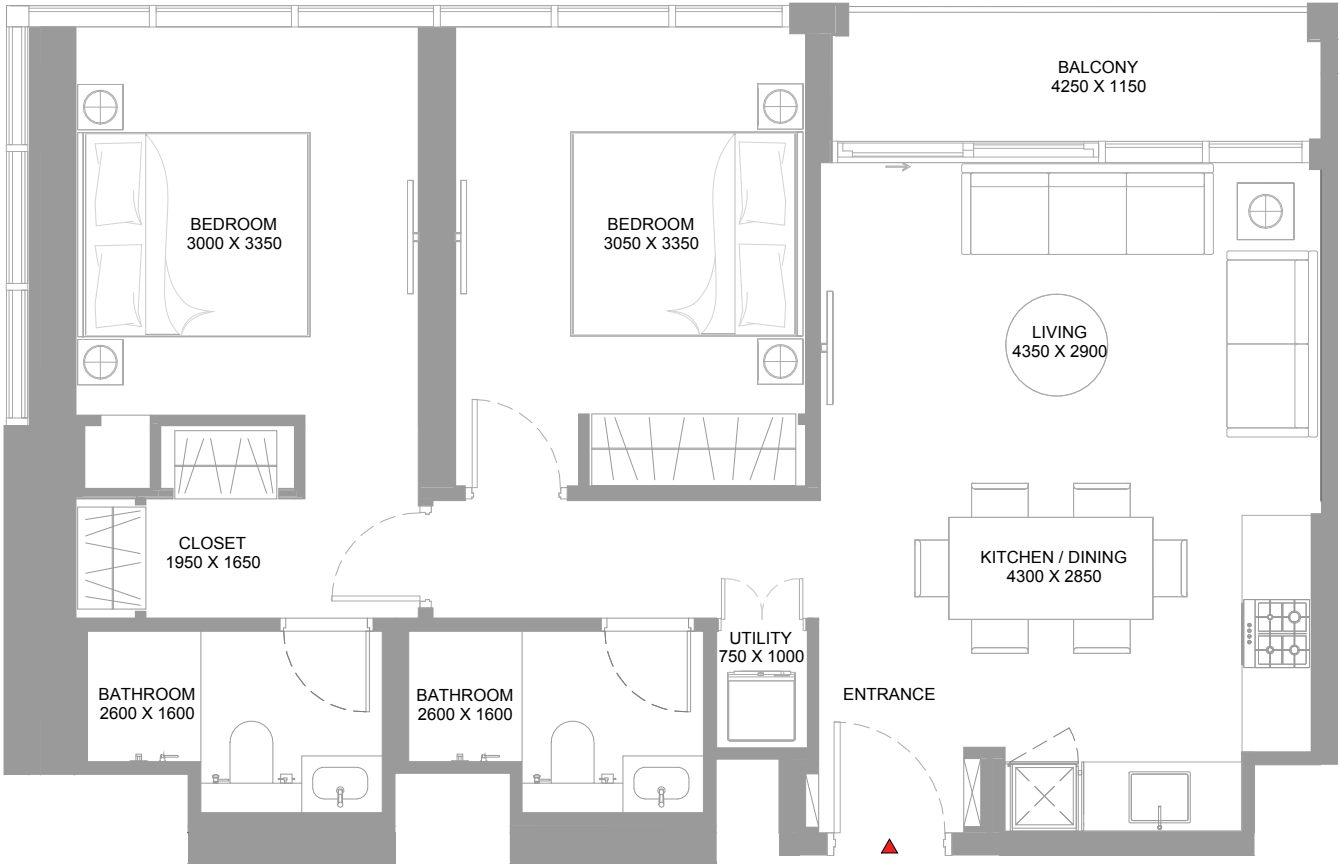 BALCONY
4250 X 1150
BEDROOM
3000 X 3350
BEDROOM
3050 X 3350
LIVING
4350 X 2900
CLOSET
1950 X 1650
KITCHEN / DINING
4300 X 2850
UTILITY
750 X 1000
BATHROOM
2600 X 1600
BATHROOM
2600 X 1600
ENTRANCE